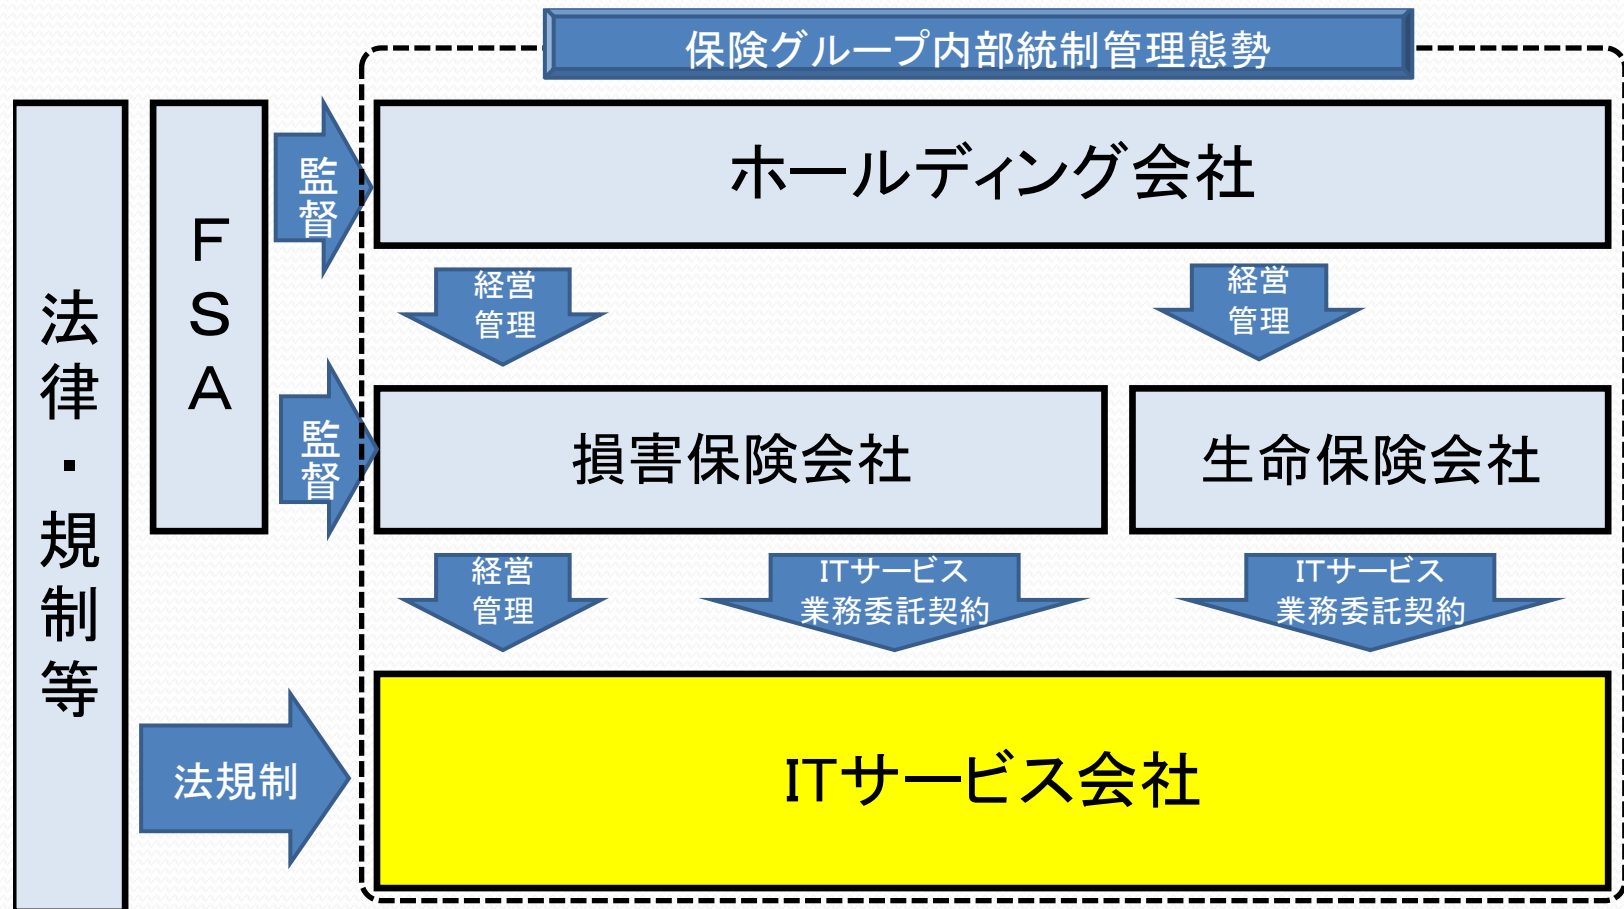 保険グループ内部統制管理態勢
法律・規制等
ＦＳＡ
監督
ホールディング会社
経営
管理
経営
管理
監督
損害保険会社
生命保険会社
経営
管理
ITサービス
業務委託契約
ITサービス
業務委託契約
法規制
ITサービス会社